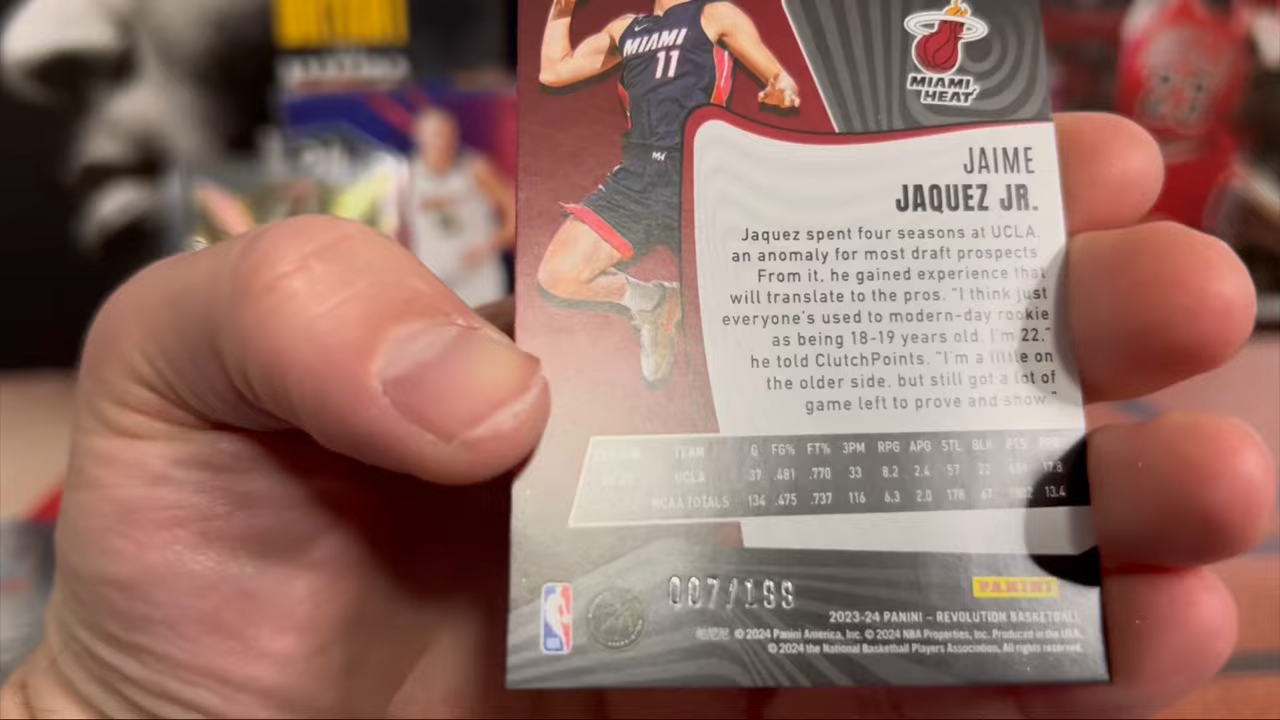 MIAMI
11
MIAMI
HEAT
23
JAIME
JAQUEZ JR.
Jaquez spent four seasons at UCLA,
an anomaly for most draft prospects
From it, he gained experience that
will translate to the pros. "I think just
everyone's used to modern-day rookie
as being 18-19 years old. I'm 22,"
he told ClutchPoints. "I'm a little on
the older side, but still got a lot of
game left to prove and show."
TEAM G FG% FT% 3PM RPG APG STL BLK PTS PPG
UCLA 37 .481 .770 33 8.2 2.4 57 22 17.8
NCAA TOTALS 134 .475 .737 116 6.3 2.0 178 47 13.4
007/199
PANINI
2023-24 PANINI – REVOLUTION BASKETBALL
© 2024 Panini America, Inc. © 2024 NBA Properties, Inc. Produced in the USA.
© 2024 the National Basketball Players Association, All rights reserved.